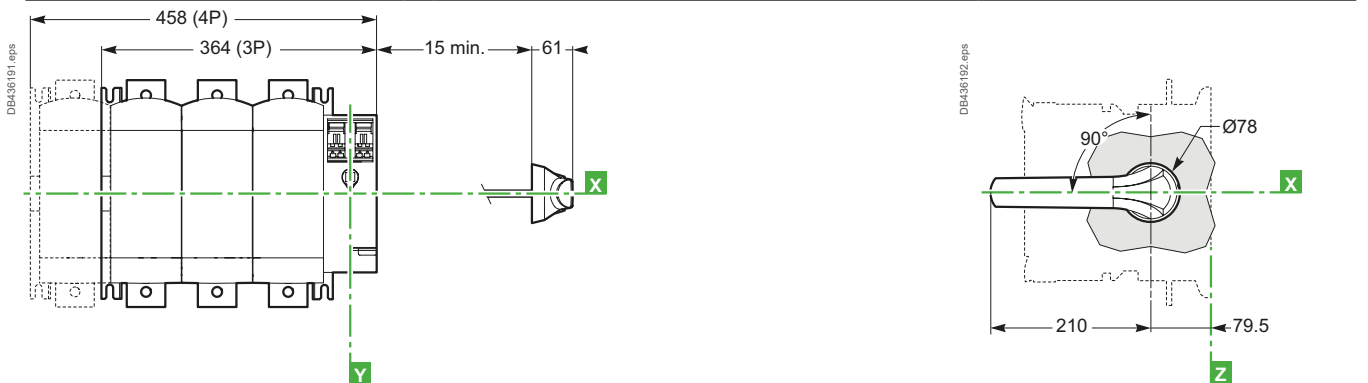 458 (4P)
364 (3P)
15 min.
61
DB436191.eps
X
Y
DB436192.eps
90°
Ø78
X
210
79.5
Z